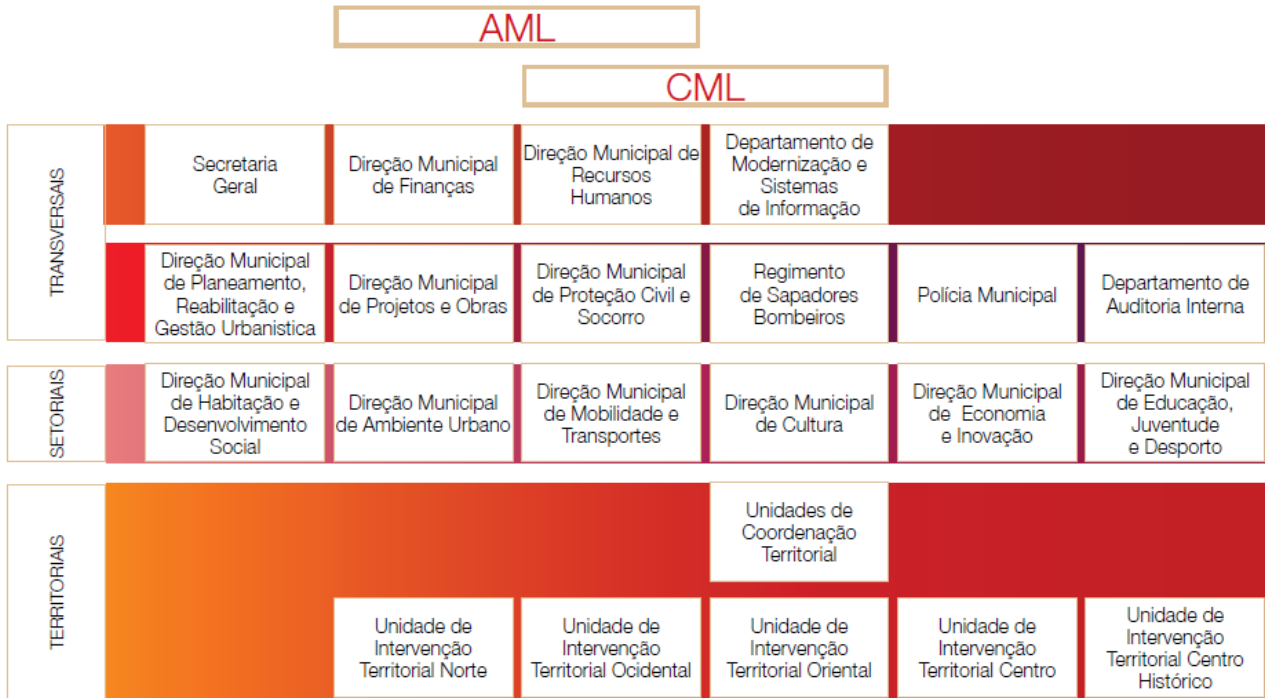 AML
CML
TRANSVERSAIS
Secretaria
Geral
Direção Municipal
de Finanças
Direção Municipal de
Recursos
Humanos
Departamento de
Modernização e
Sistemas
de Informação
Direção Municipal
de Planeamento,
Reabilitação e
Gestão Urbanistica
Direção Municipal
de Projetos e Obras
Direção Municipal
de Proteção Civil e
Socorro
Regimento
de Sapadores
Bombeiros
Polícia Municipal
Departamento de
Auditoria Interna
SETORIAIS
Direção Municipal
de Habitação e
Desenvolvimento
Social
Direção Municipal
de Ambiente Urbano
Direção Municipal
de Mobilidade e
Transportes
Direção Municipal
de Cultura
Direção Municipal
de Economia
e Inovação
Direção Municipal
de Educação,
Juventude
e Desporto
TERRITORIAIS
Unidades de
Coordenação
Territorial
Unidade de
Intervenção
Territorial Norte
Unidade de
Intervenção
Territorial Ocidental
Unidade de
Intervenção
Territorial Oriental
Unidade de
Intervenção
Territorial Centro
Unidade de
Intervenção
Territorial Centro
Histórico